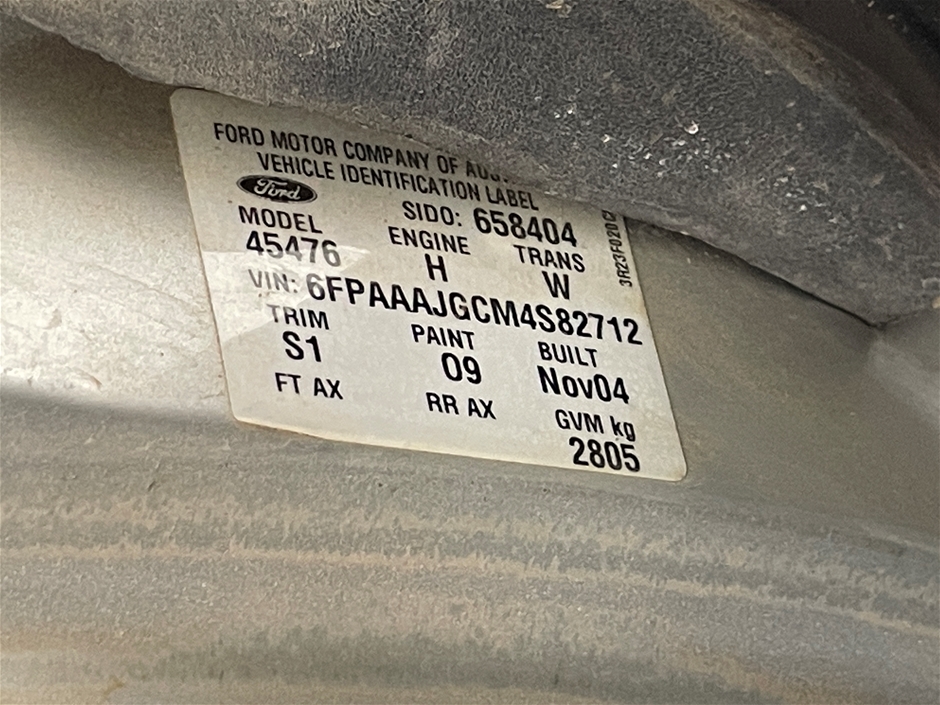 FORD MOTOR COMPANY OF
VEHICLE IDENTIFICATION LABEL
Ford
SIDO: 658404
MODEL ENGINE TRANS
45476 H W
VIN: 6FPAAAJGCM4S82712
TRIM PAINT BUILT
S1 09 Nov04
FT AX RR AX GVM kg
2805